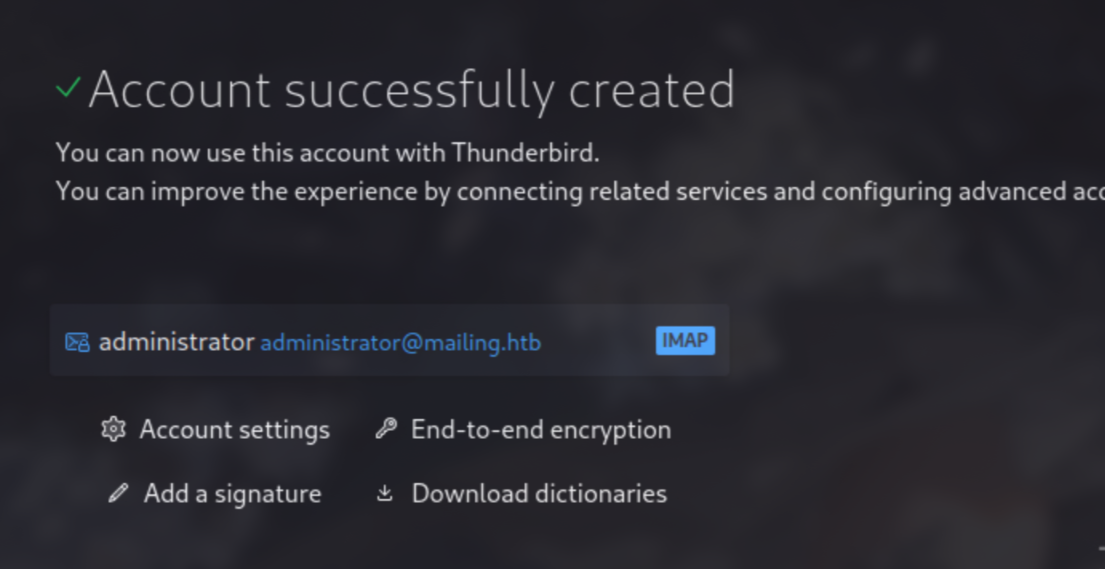 Account successfully created
You can now use this account with Thunderbird.
You can improve the experience by connecting related services and configuring advanced
administrator administrator@mailing.htb IMAP
Account settings End-to-end encryption
Add a signature Download dictionaries